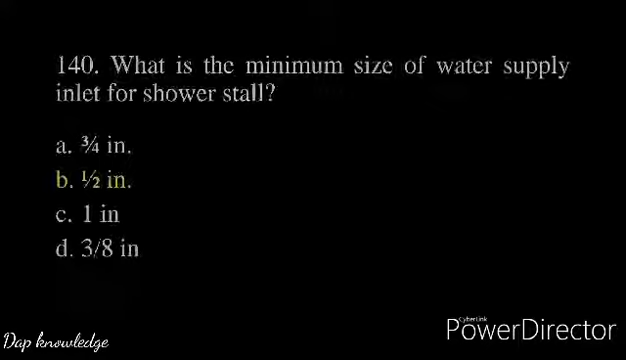 140. What is the minimum size of water supply
inlet for shower stall?
a. ¾ in.
b. ½ in.
c. 1 in
d. 3/8 in
CyberLink
PowerDirector
Dap knowledge